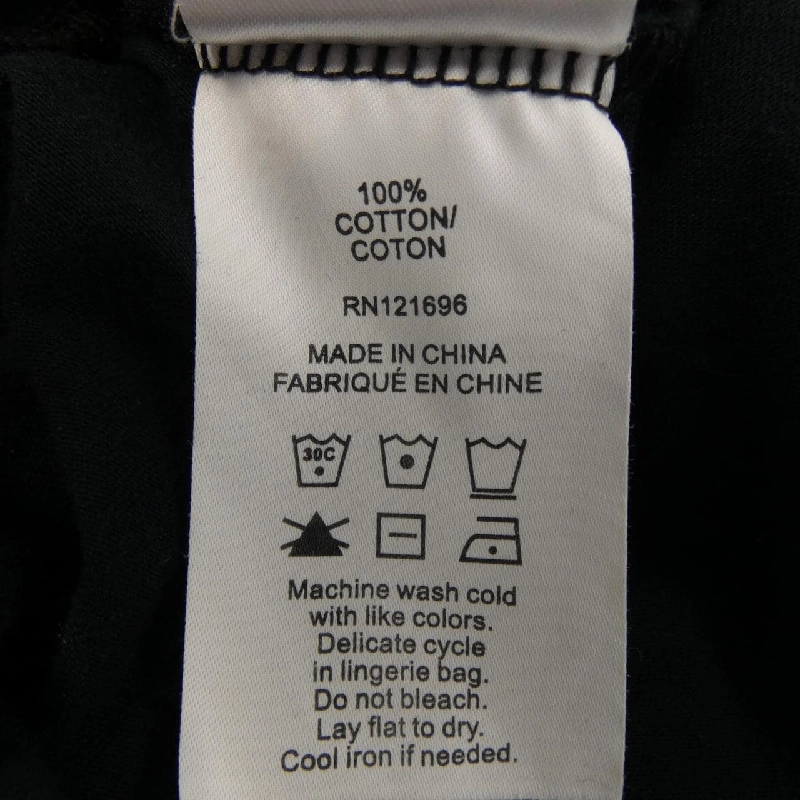 100%
COTTON/
COTON
RN121696
MADE IN CHINA
FABRIQUÉ EN CHINE
30C
Machine wash cold
with like colors.
Delicate cycle
in lingerie bag.
Do not bleach.
Lay flat to dry.
Cool iron if needed.